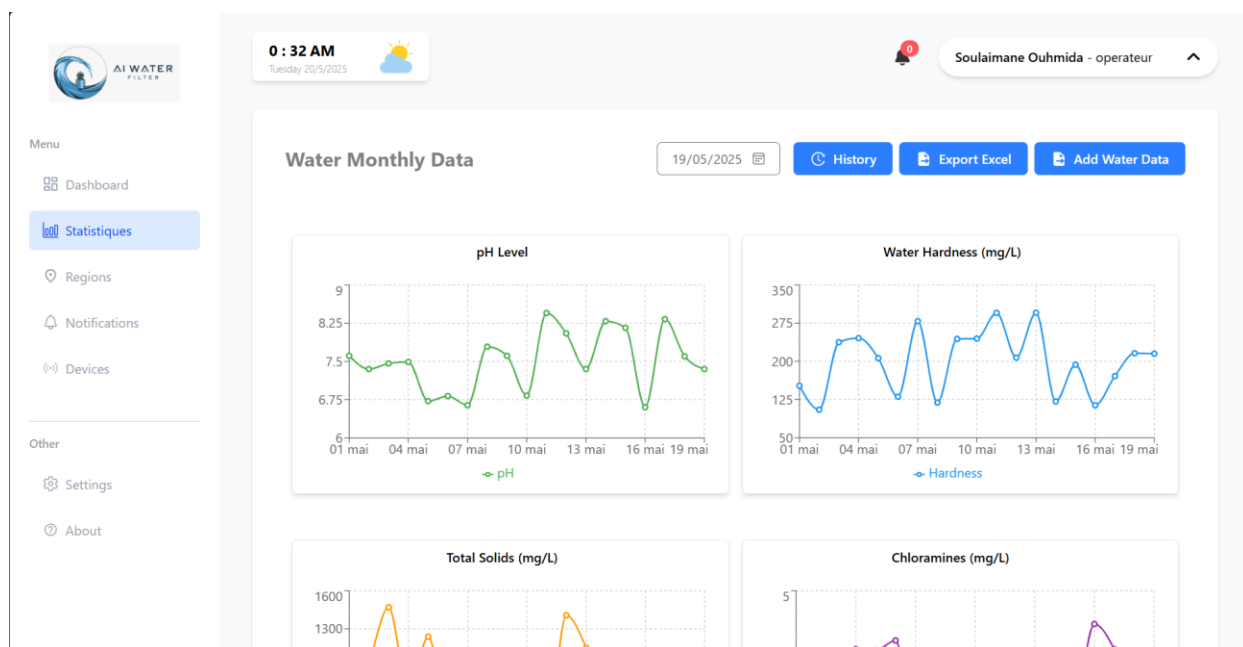 AI WATER
FILTER
0 : 32 AM
Tuesday 20/5/2025
0
Soulaimane Ouhmida - operateur
Menu
Dashboard
Statistiques
Regions
Notifications
Devices
Other
Settings
About
Water Monthly Data
19/05/2025
History
Export Excel
Add Water Data
pH Level
9
8.25
7.5
6.75
6
01 mai 04 mai 07 mai 10 mai 13 mai 16 mai 19 mai
pH
Water Hardness (mg/L)
350
275
200
125
50
01 mai 04 mai 07 mai 10 mai 13 mai 16 mai 19 mai
Hardness
Total Solids (mg/L)
1600
1300
Chloramines (mg/L)
5